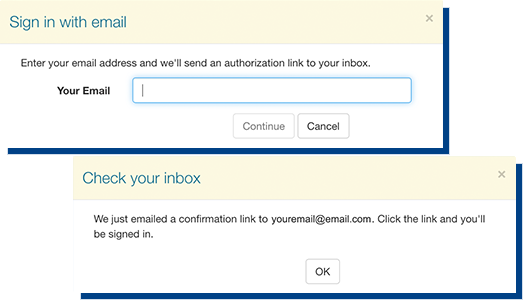 Sign in with email
×
Enter your email address and we'll send an authorization link to your inbox.
Your Email
Continue Cancel
Check your inbox
×
We just emailed a confirmation link to youremail@email.com. Click the link and you'll
be signed in.
OK